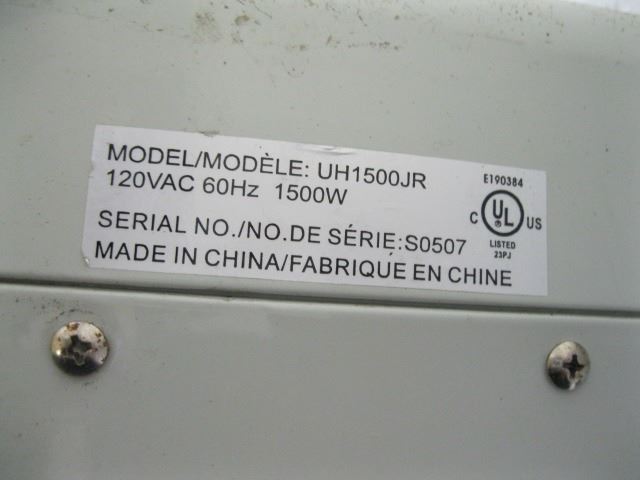 MODEL/MODÈLE: UH1500JR
120VAC 60Hz 1500W
SERIAL NO./NO.DE SÉRIE:S0507
MADE IN CHINA/FABRIQUÉ EN CHINE
E190384
C UL US
LISTED
23PJ